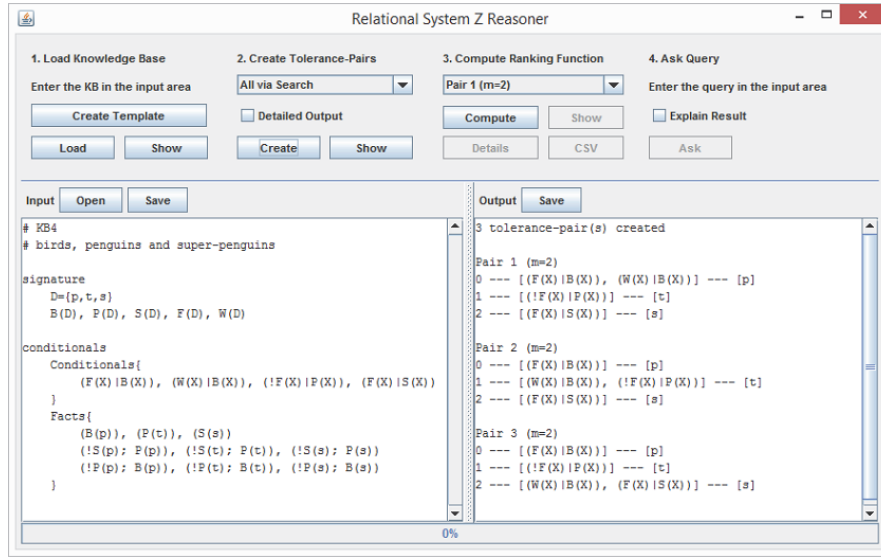 Relational System Z Reasoner
1. Load Knowledge Base
2. Create Tolerance-Pairs
3. Compute Ranking Function
4. Ask Query
Enter the KB in the input area
All via Search
Pair 1 (m=2)
Enter the query in the input area
Create Template
Detailed Output
Compute
Show
Explain Result
Load
Show
Create
Show
Details
CSV
Ask
Input
Open
Save
# KB4
# birds, penguins and super-penguins
signature
D={p,t,s}
B(D), P(D), S(D), F(D), W(D)
conditionals
Conditionals{
(F(X)|B(X)), (W(X)|B(X)), (!F(X)|P(X)), (F(X)|S(X))
}
Facts{
(B(p)), (P(t)), (S(s))
(!S(p); P(p)), (!S(t); P(t)), (!S(s); P(s))
(!P(p); B(p)), (!P(t); B(t)), (!P(s); B(s))
}
Output
Save
3 tolerance-pair(s) created
Pair 1 (m=2)
0 --- [(F(X)|B(X)), (W(X)|B(X))] --- [p]
1 --- [(!F(X)|P(X))] --- [t]
2 --- [(F(X)|S(X))] --- [s]
Pair 2 (m=2)
0 --- [(F(X)|B(X))] --- [p]
1 --- [(W(X)|B(X)), (!F(X)|P(X))] --- [t]
2 --- [(F(X)|S(X))] --- [s]
Pair 3 (m=2)
0 --- [(F(X)|B(X))] --- [p]
1 --- [(!F(X)|P(X))] --- [t]
2 --- [(W(X)|B(X)), (F(X)|S(X))] --- [s]
0%